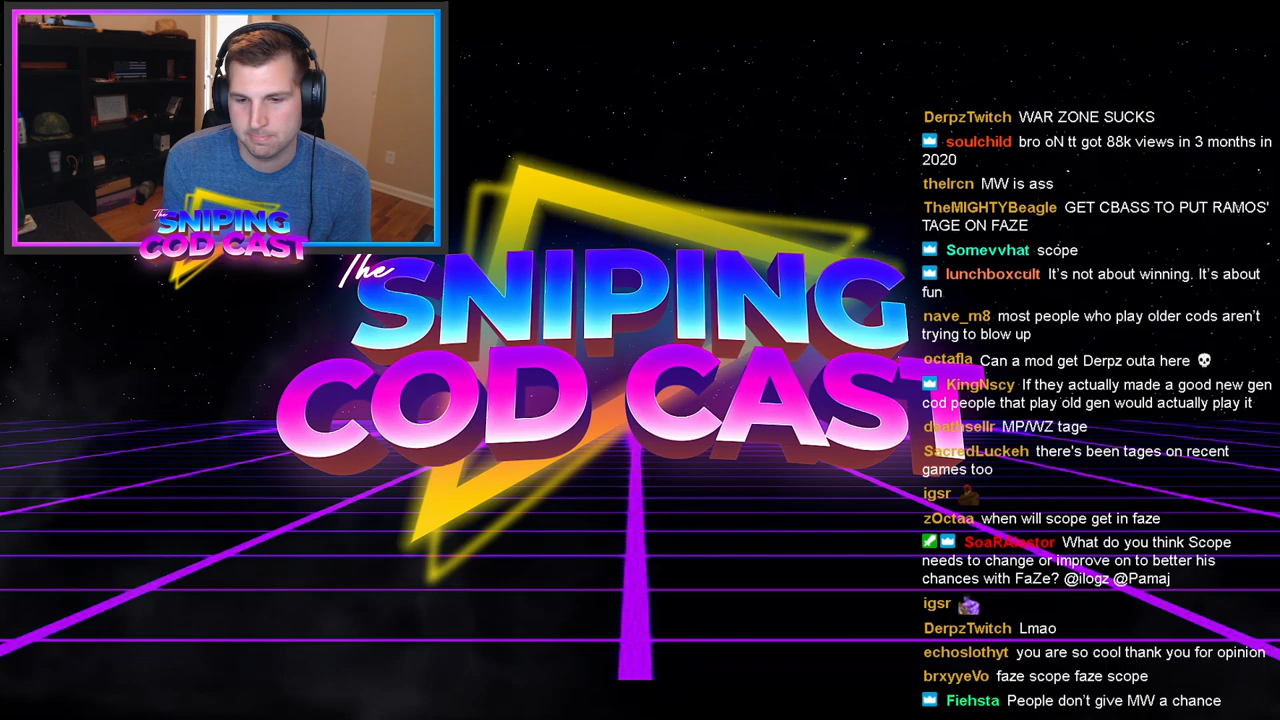 The
SNIPING
COD CAST
The
SNIPING
COD CAST
DerpzTwitch WAR ZONE SUCKS
soulchild bro oN tt got 88k views in 3 months in
2020
thelrcn MW is ass
TheMIGHTYBeagle GET CBASS TO PUT RAMOS'
TAGE ON FAZE
Somevvhat scope
lunchboxcult It's not about winning. It's about
fun
nave_m8 most people who play older cods aren't
trying to blow up
octafla Can a mod get Derpz outa here 💀
KingNscy If they actually made a good new gen
cod people that play old gen would actually play it
deathsellr MP/WZ tage
SacredLuckeh there's been tages on recent
games too
igsr
zOctaa when will scope get in faze
SoaRAlestor What do you think Scope
needs to change or improve on to better his
chances with FaZe? @ilogz @Pamaj
igsr
DerpzTwitch Lmao
echoslothyt you are so cool thank you for opinion
brxyyeVo faze scope faze scope
Fiehsta People don't give MW a chance